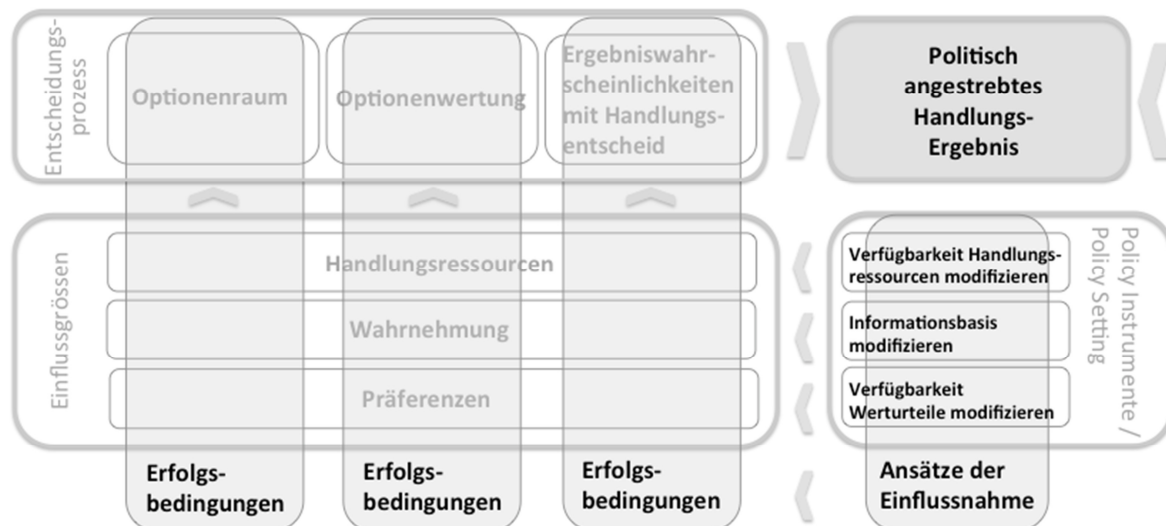 Entscheidungs-
prozess
Optionenraum
Optionenwertung
Ergebniswahr-
scheinlichkeiten
mit Handlungs-
entscheid
Politisch
angestrebtes
Handlungs-
Ergebnis
Einflussgrössen
Handlungsressourcen
Wahrnehmung
Präferenzen
Verfügbarkeit Handlungs-
ressourcen modifizieren
Informationsbasis
modifizieren
Verfügbarkeit
Werturteile modifizieren
Policy Instrumente /
Policy Setting
Erfolgs-
bedingungen
Erfolgs-
bedingungen
Erfolgs-
bedingungen
Ansätze der
Einflussnahme